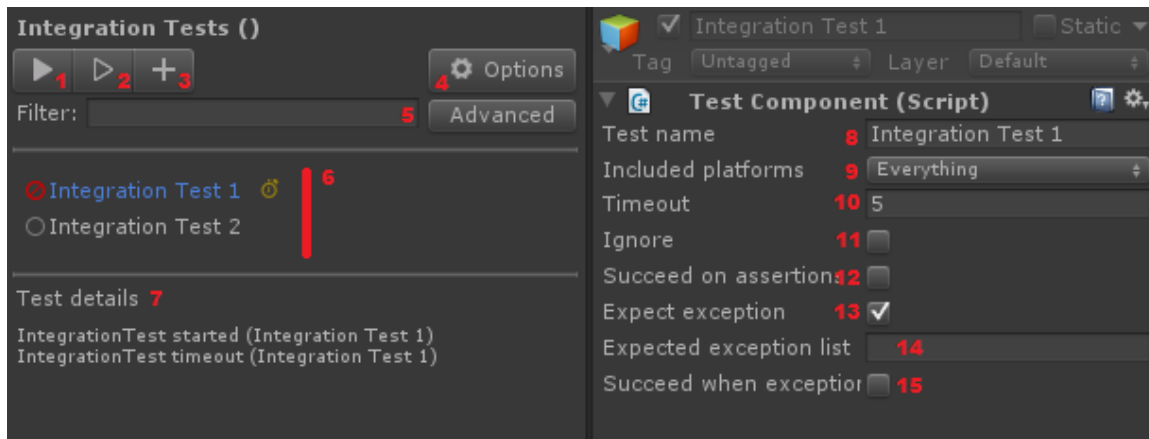 Integration Tests ()
1 2 3 4 Options
Filter: 5 Advanced
Integration Test 1 6
Integration Test 2
Test details 7
IntegrationTest started (Integration Test 1)
IntegrationTest timeout (Integration Test 1)
Integration Test 1 Static
Tag Untagged Layer Default
Test Component (Script)
Test name 8 Integration Test 1
Included platforms 9 Everything
Timeout 10 5
Ignore 11
Succeed on assertions 12
Expect exception 13
Expected exception list 14
Succeed when exception 15